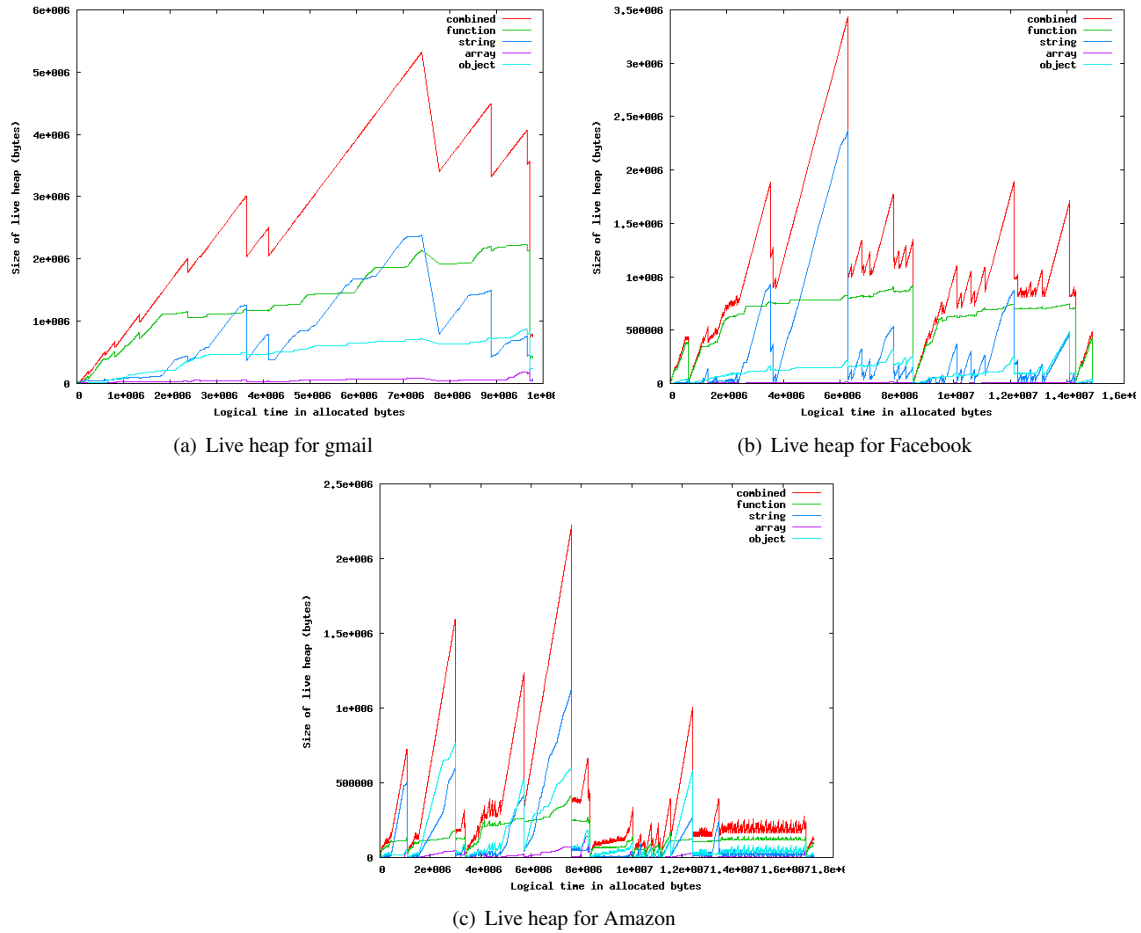 6e+006
5e+006
4e+006
3e+006
2e+006
1e+006
0
Size of live heap (bytes)
combined
function
string
array
object
0 1e+006 2e+006 3e+006 4e+006 5e+006 6e+006 7e+006 8e+006 9e+006 1e+00
Logical time in allocated bytes
(a) Live heap for gmail
3.5e+006
3e+006
2.5e+006
2e+006
1.5e+006
1e+006
500000
0
Size of live heap (bytes)
combined
function
string
array
object
0 2e+006 4e+006 6e+006 8e+006 1e+007 1.2e+007 1.4e+007 1.6e
Logical time in allocated bytes
(b) Live heap for Facebook
2.5e+006
2e+006
1.5e+006
1e+006
500000
0
Size of live heap (bytes)
combined
function
string
array
object
0 2e+006 4e+006 6e+006 8e+006 1e+007 1.2e+0071.4e+0071.6e+0071.8e+0
Logical time in allocated bytes
(c) Live heap for Amazon